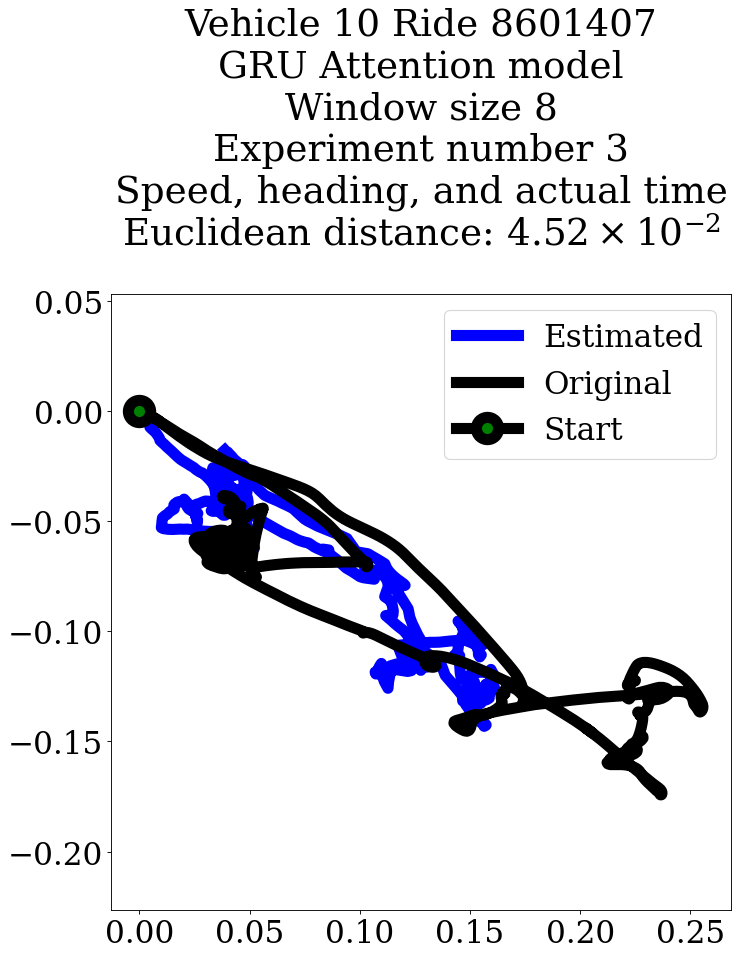 Vehicle 10 Ride 8601407
GRU Attention model
Window size 8
Experiment number 3
Speed, heading, and actual time
Euclidean distance: 4.52 × 10⁻²
Estimated
Original
Start
0.05
0.00
−0.05
−0.10
−0.15
−0.20
0.00 0.05 0.10 0.15 0.20 0.25